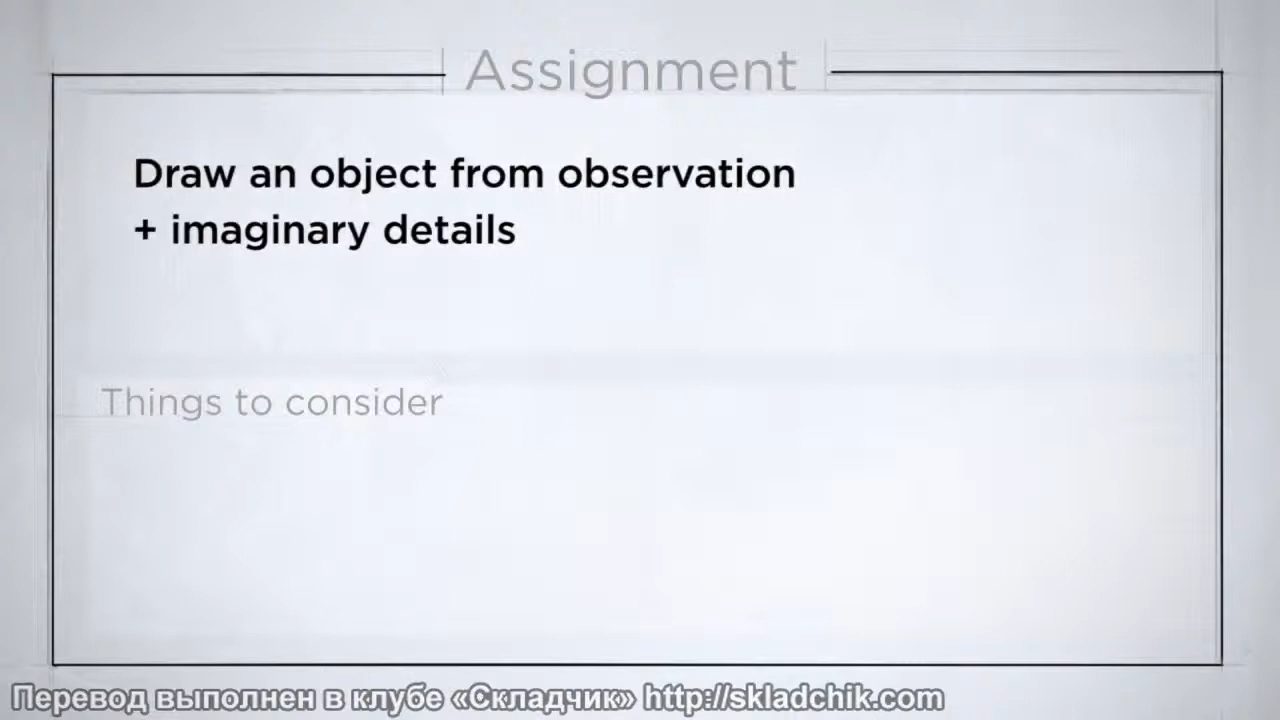 Assignment
Draw an object from observation
+ imaginary details
Things to consider
Перевод выполнен в клубе «Складчик» http://skladchik.com